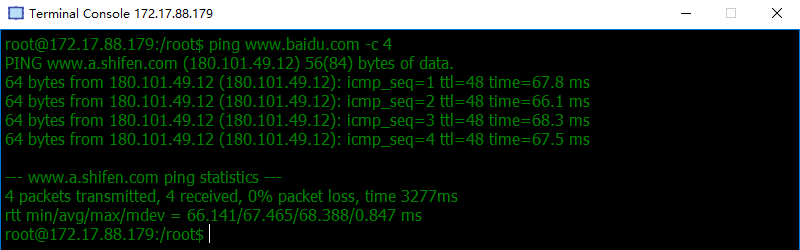 Terminal Console 172.17.88.179
root@172.17.88.179:/root$ ping www.baidu.com -c 4
PING www.a.shifen.com (180.101.49.12) 56(84) bytes of data.
64 bytes from 180.101.49.12 (180.101.49.12): icmp_seq=1 ttl=48 time=67.8 ms
64 bytes from 180.101.49.12 (180.101.49.12): icmp_seq=2 ttl=48 time=66.1 ms
64 bytes from 180.101.49.12 (180.101.49.12): icmp_seq=3 ttl=48 time=68.3 ms
64 bytes from 180.101.49.12 (180.101.49.12): icmp_seq=4 ttl=48 time=67.5 ms
--- www.a.shifen.com ping statistics ---
4 packets transmitted, 4 received, 0% packet loss, time 3277ms
rtt min/avg/max/mdev = 66.141/67.465/68.388/0.847 ms
root@172.17.88.179:/root$